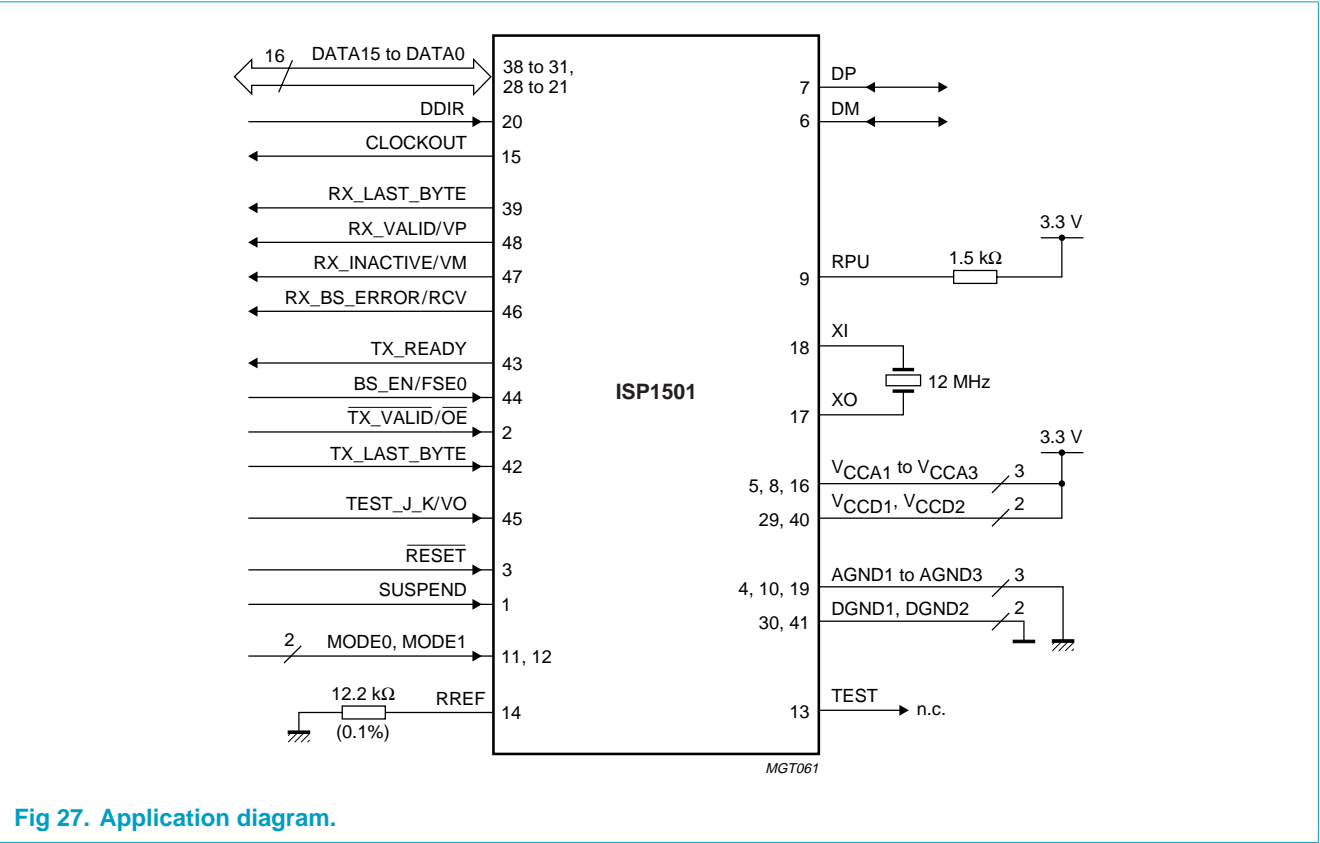 16 DATA15 to DATA0
38 to 31,
28 to 21
DDIR
20
CLOCKOUT
15
RX_LAST_BYTE
39
RX_VALID/VP
48
RX_INACTIVE/VM
47
RX_BS_ERROR/RCV
46
TX_READY
43
BS_EN/FSE0
44
TX_VALID/OE
2
TX_LAST_BYTE
42
TEST_J_K/VO
45
RESET
3
SUSPEND
1
2 MODE0, MODE1
11, 12
12.2 kΩ
(0.1%)
RREF
14
ISP1501
7
DP
6
DM
9
RPU
1.5 kΩ
3.3 V
18
XI
12 MHz
17
XO
3.3 V
5, 8, 16
VCCA1 to VCCA3 3
29, 40
VCCD1, VCCD2 2
4, 10, 19
AGND1 to AGND3 3
30, 41
DGND1, DGND2 2
13
TEST
n.c.
MGT061
Fig 27. Application diagram.